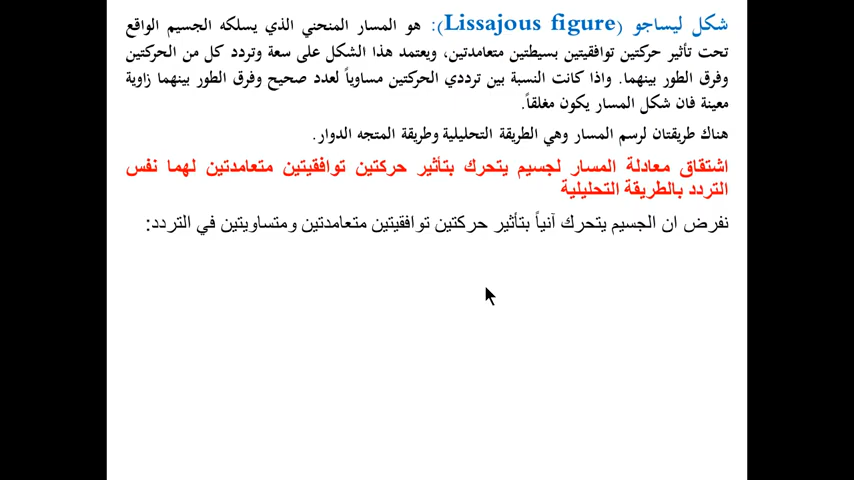 شكل ليساجو (Lissajous figure): هو المسار المنحني الذي يسلكه الجسيم الواقع
تحت تأثير حركتين توافقيتين بسيطتين متعامدتين، ويعتمد هذا الشكل على سعة وتردد كل من الحركتين
وفرق الطور بينهما. واذا كانت النسبة بين ترددي الحركتين مساوياً لعدد صحيح وفرق الطور بينهما زاوية
معينة فان شكل المسار يكون مغلقاً.
هناك طريقتان لرسم المسار وهي الطريقة التحليلية وطريقة المتجه الدوار.
اشتقاق معادلة المسار لجسيم يتحرك بتأثير حركتين توافقيتين متعامدتين لهما نفس
التردد بالطريقة التحليلية
نفرض ان الجسيم يتحرك آنياً بتأثير حركتين توافقيتين متعامدتين ومتساويتين في التردد: